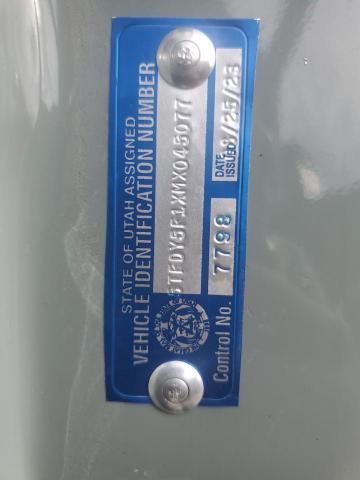 STATE OF UTAH ASSIGNED
VEHICLE IDENTIFICATION NUMBER
5TFDY5F1XMX045077
Control No. 7798
DATE
ISSUED